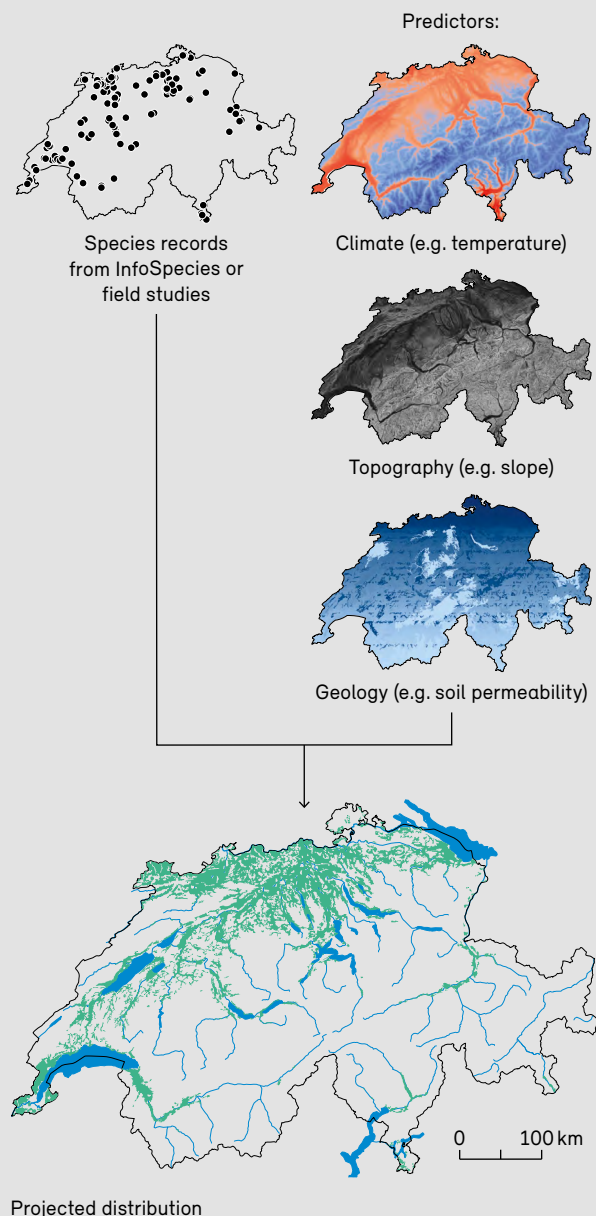 Predictors:
Species records
from InfoSpecies or
field studies
Climate (e.g. temperature)
Topography (e.g. slope)
Geology (e.g. soil permeability)
0 100 km
Projected distribution